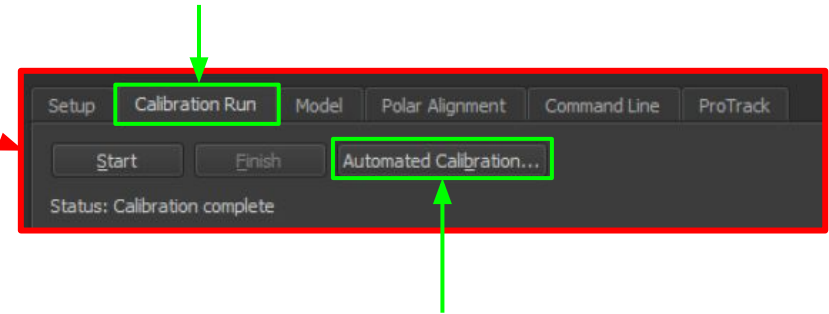 Setup Calibration Run Model Polar Alignment Command Line ProTrack
Start Finish Automated Calibration...
Status: Calibration complete